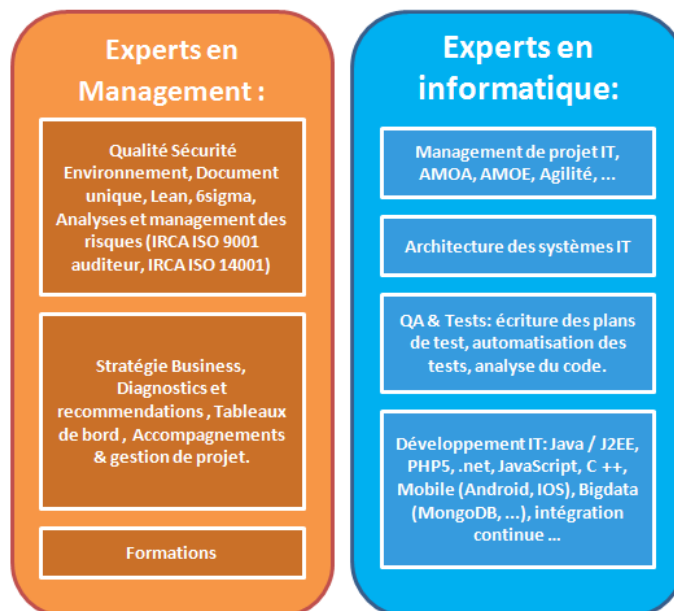 Experts en
Management :
Qualité Sécurité
Environnement, Document
unique, Lean, 6sigma,
Analyses et management des
risques (IRCA ISO 9001
auditeur, IRCA ISO 14001)
Stratégie Business,
Diagnostics et
recommendations , Tableaux
de bord , Accompagnements
& gestion de projet.
Formations
Experts en
informatique:
Management de projet IT,
AMOA, AMOE, Agilité, ...
Architecture des systèmes IT
QA & Tests: écriture des plans
de test, automatisation des
tests, analyse du code.
Développement IT: Java / J2EE,
PHP5, .net, JavaScript, C ++,
Mobile (Android, IOS), Bigdata
(MongoDB, ...), intégration
continue ...